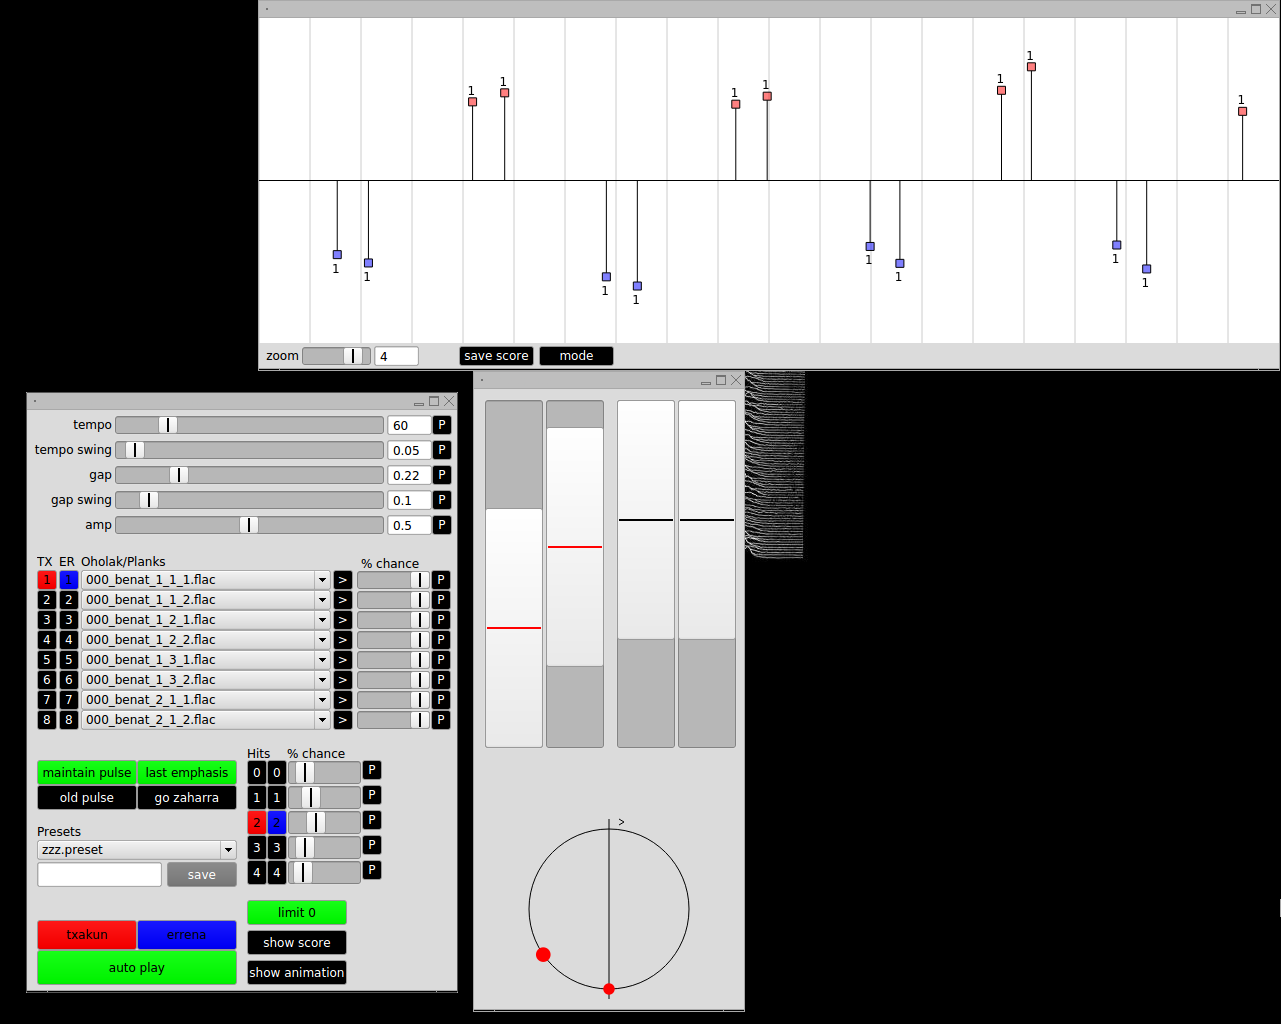 1 1 1 1 1 1 1
1 1 1 1 1 1 1 1
zoom 4 save score mode
tempo 60 P
tempo swing 0.05 P
gap 0.22 P
gap swing 0.1 P
amp 0.5 P
TX ER Oholak/Planks % chance
1 1 000_benat_1_1_1.flac > P
2 2 000_benat_1_1_2.flac > P
3 3 000_benat_1_2_1.flac > P
4 4 000_benat_1_2_2.flac > P
5 5 000_benat_1_3_1.flac > P
6 6 000_benat_1_3_2.flac > P
7 7 000_benat_2_1_1.flac > P
8 8 000_benat_2_1_2.flac > P
Hits % chance
0 0 P
1 1 P
2 2 P
3 3 P
4 4 P
maintain pulse last emphasis
old pulse go zaharra
Presets
zzz.preset
save
txakun errena
auto play
limit 0
show score
show animation
>